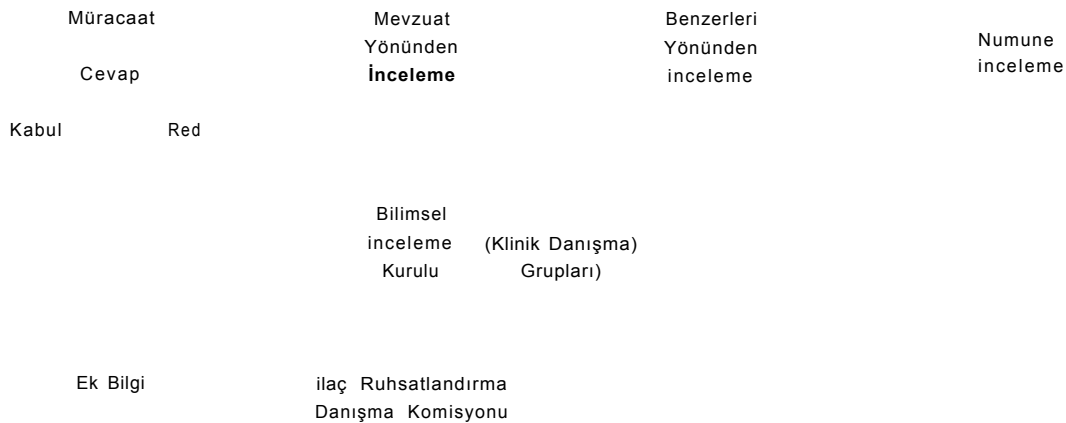 Müracaat
Cevap
Kabul Red
Mevzuat
Yönünden
İnceleme
Benzerleri
Yönünden
inceleme
Numune
inceleme
Bilimsel
inceleme
Kurulu
(Klinik Danışma)
Grupları)
Ek Bilgi
ilaç Ruhsatlandırma
Danışma Komisyonu